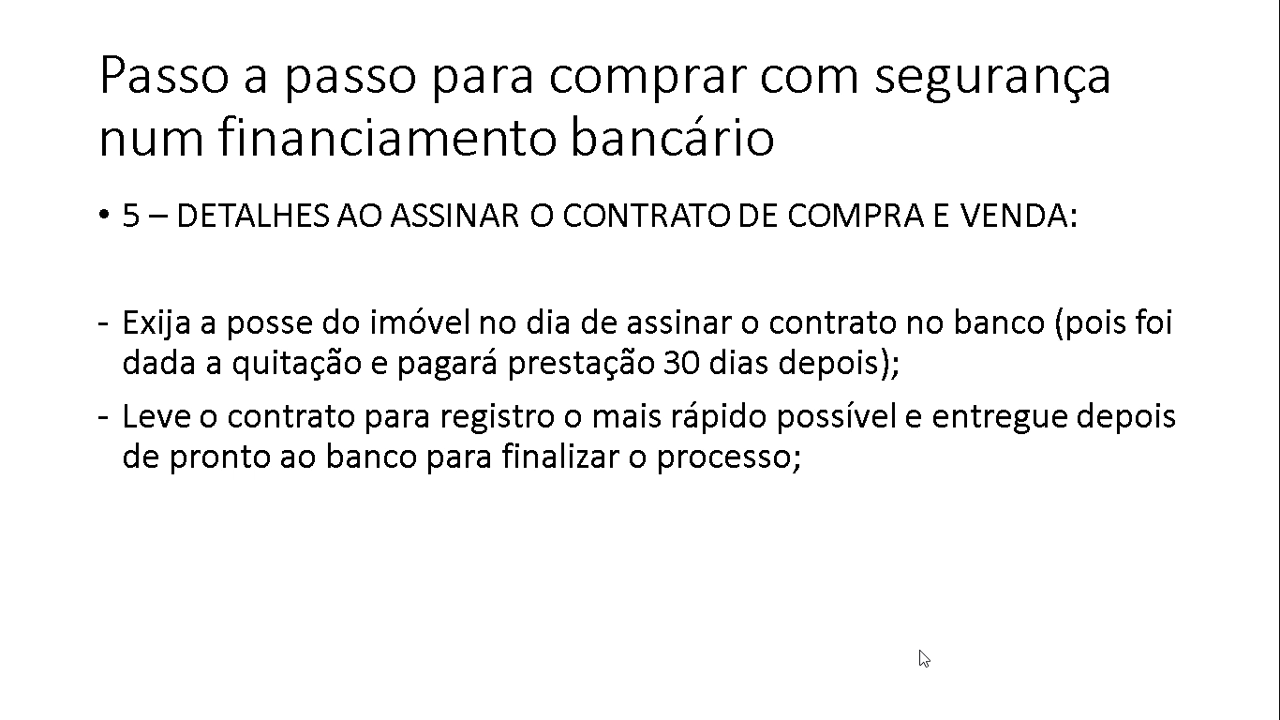 Passo a passo para comprar com segurança
num financiamento bancário
• 5 – DETALHES AO ASSINAR O CONTRATO DE COMPRA E VENDA:
- Exija a posse do imóvel no dia de assinar o contrato no banco (pois foi
dada a quitação e pagará prestação 30 dias depois);
- Leve o contrato para registro o mais rápido possível e entregue depois
de pronto ao banco para finalizar o processo;